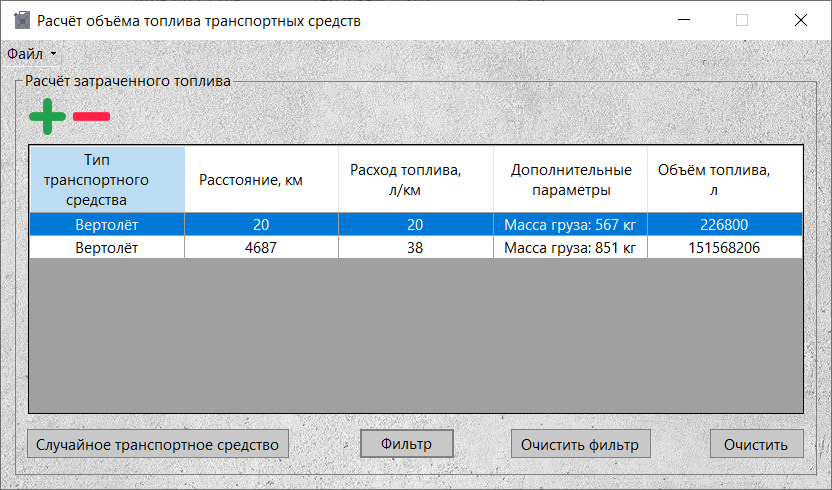 Расчёт объёма топлива транспортных средств
Файл
Расчёт затраченного топлива
Тип
транспортного
средства
Расстояние, км
Расход топлива,
л/км
Дополнительные
параметры
Объём топлива,
л
Вертолёт 20 20 Масса груза: 567 кг 226800
Вертолёт 4687 38 Масса груза: 851 кг 151568206
Случайное транспортное средство Фильтр Очистить фильтр Очистить